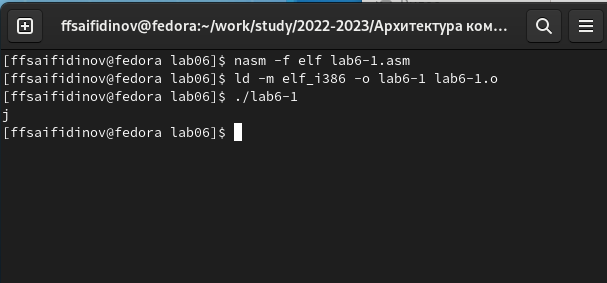 ffsaifidinov@fedora:~/work/study/2022-2023/Архитектура ком...
[ffsaifidinov@fedora lab06]$ nasm -f elf lab6-1.asm
[ffsaifidinov@fedora lab06]$ ld -m elf_i386 -o lab6-1 lab6-1.o
[ffsaifidinov@fedora lab06]$ ./lab6-1
j
[ffsaifidinov@fedora lab06]$